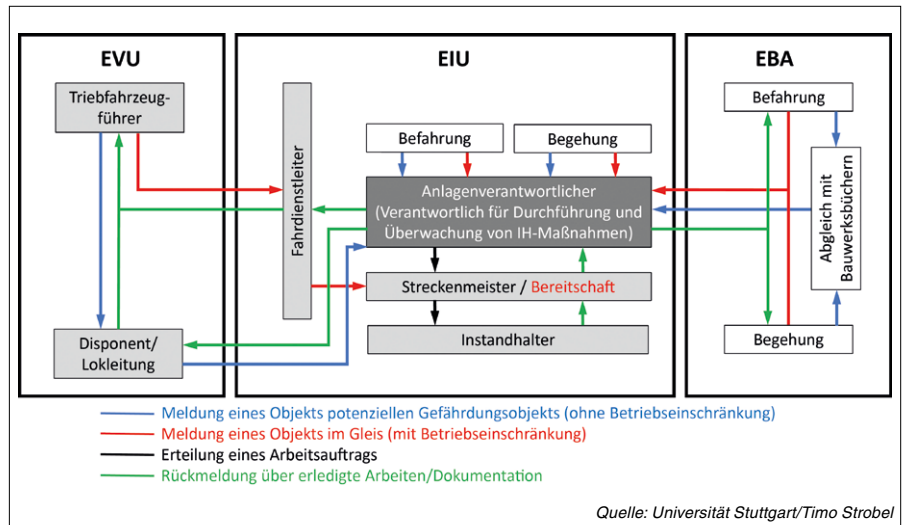 EVU
Triebfahrzeug-
führer
Disponent/
Lokleitung
EIU
Fahrdienstleiter
Befahrung
Begehung
Anlagenverantwortlicher
(Verantwortlich für Durchführung und
Überwachung von IH-Maßnahmen)
Streckenmeister / Bereitschaft
Instandhalter
EBA
Befahrung
Abgleich mit
Bauwerksbüchern
Begehung
Meldung eines Objekts potenziellen Gefährdungsobjekts (ohne Betriebseinschränkung)
Meldung eines Objekts im Gleis (mit Betriebseinschränkung)
Erteilung eines Arbeitsauftrags
Rückmeldung über erledigte Arbeiten/Dokumentation
Quelle: Universität Stuttgart/Timo Strobel